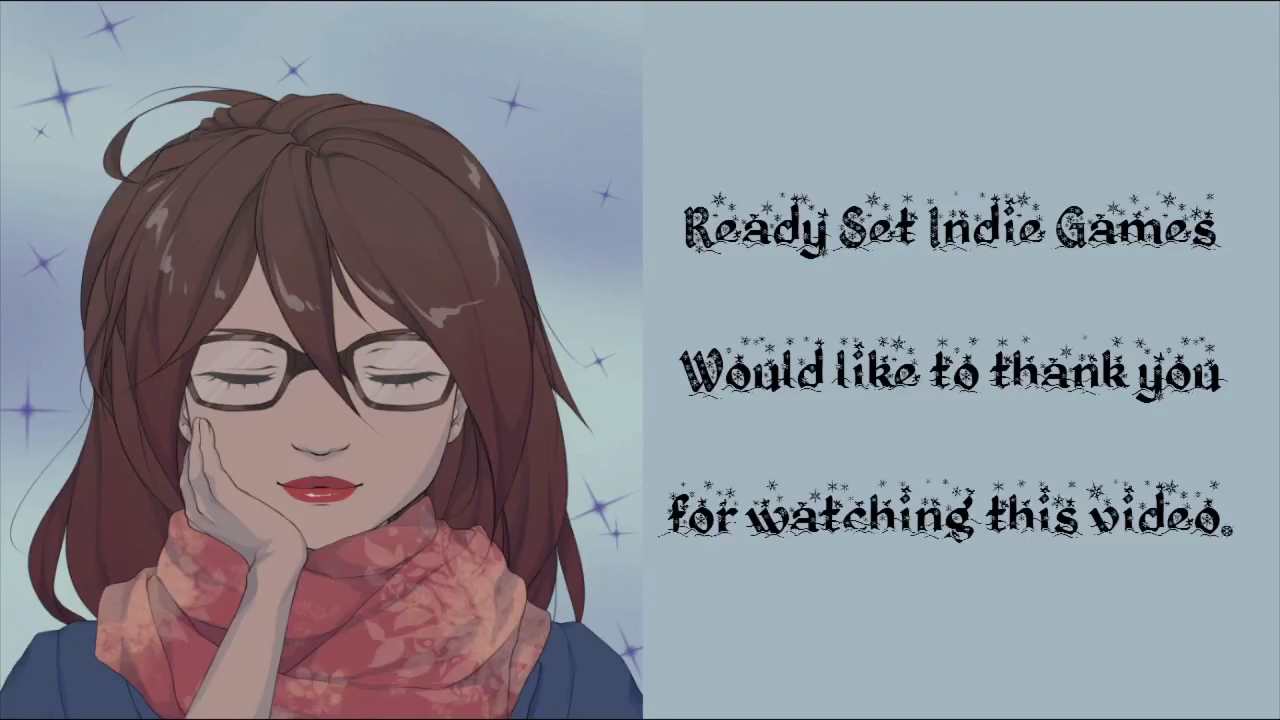 Ready Set Indie Games
Would like to thank you
for watching this video.